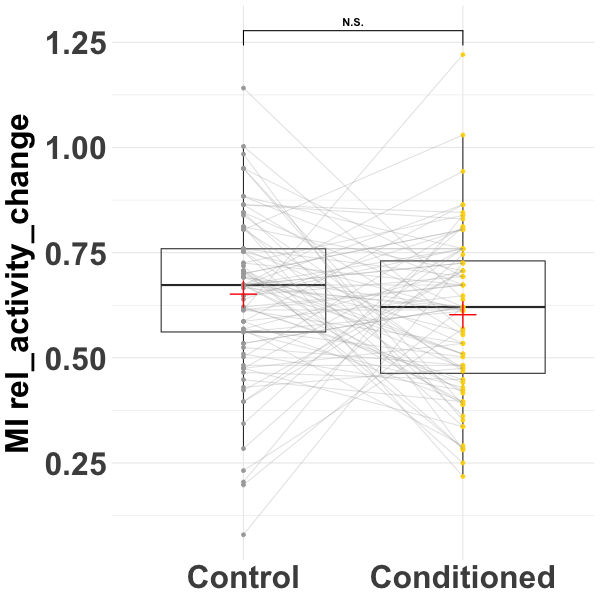 N.S.
1.25
1.00
0.75
0.50
0.25
MI rel_activity_change
Control
Conditioned